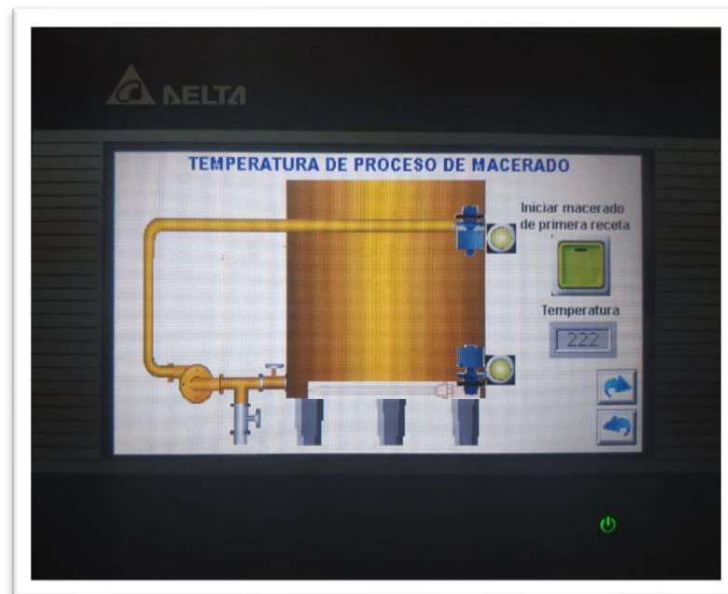 DELTA
TEMPERATURA DE PROCESO DE MACERADO
Iniciar macerado
de primera receta
Temperatura
222